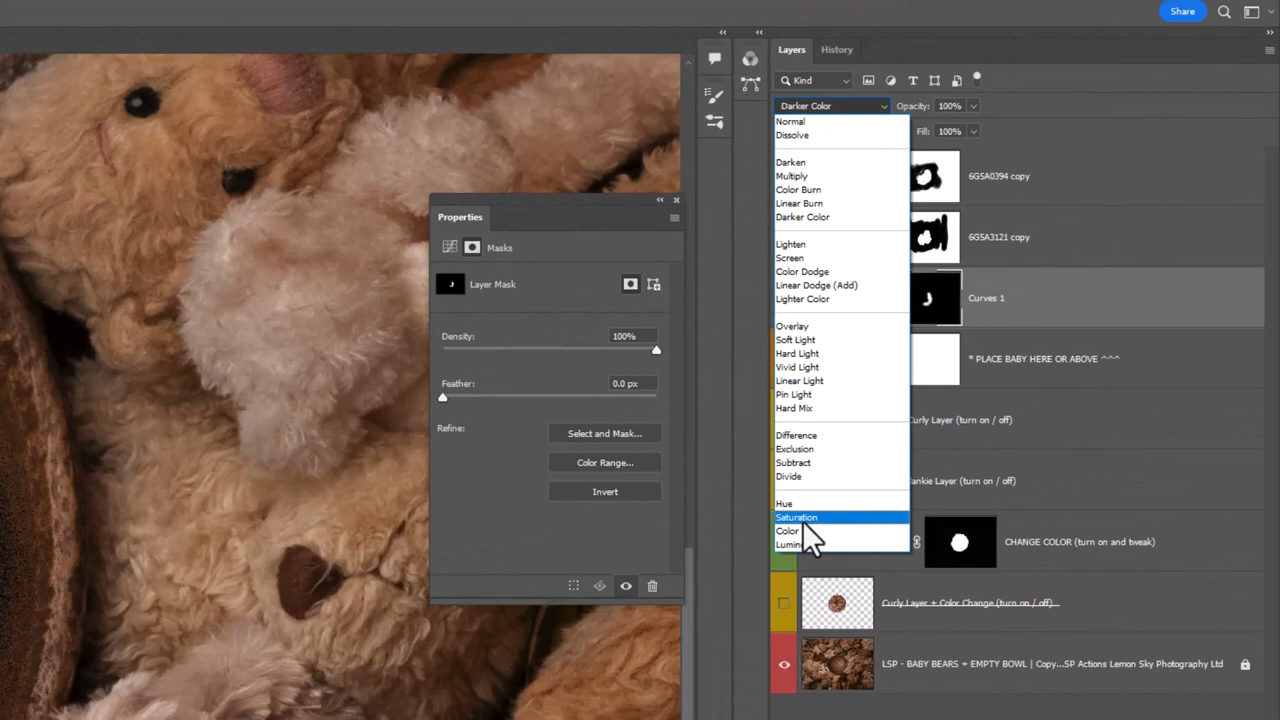 Share
Layers
History
Kind
Darker Color
Opacity:
100%
Normal
Dissolve
Fill:
100%
Darken
Multiply
Color Burn
Linear Burn
Darker Color
6G5A0394 copy
Lighten
Screen
Color Dodge
Linear Dodge (Add)
Lighter Color
6G5A3121 copy
Curves 1
Overlay
Soft Light
Hard Light
Vivid Light
Linear Light
Pin Light
Hard Mix
* PLACE BABY HERE OR ABOVE ^^^
Difference
Exclusion
Subtract
Divide
Curly Layer (turn on / off)
Hue
Saturation
Color
CHANGE COLOR (turn on and tweak)
Curly Layer + Color Change (turn on / off)
LSP - BABY BEARS + EMPTY BOWL | Copy...SP Actions Lemon Sky Photography Ltd
Properties
Masks
Layer Mask
Density:
100%
Feather:
0.0 px
Refine:
Select and Mask...
Color Range...
Invert